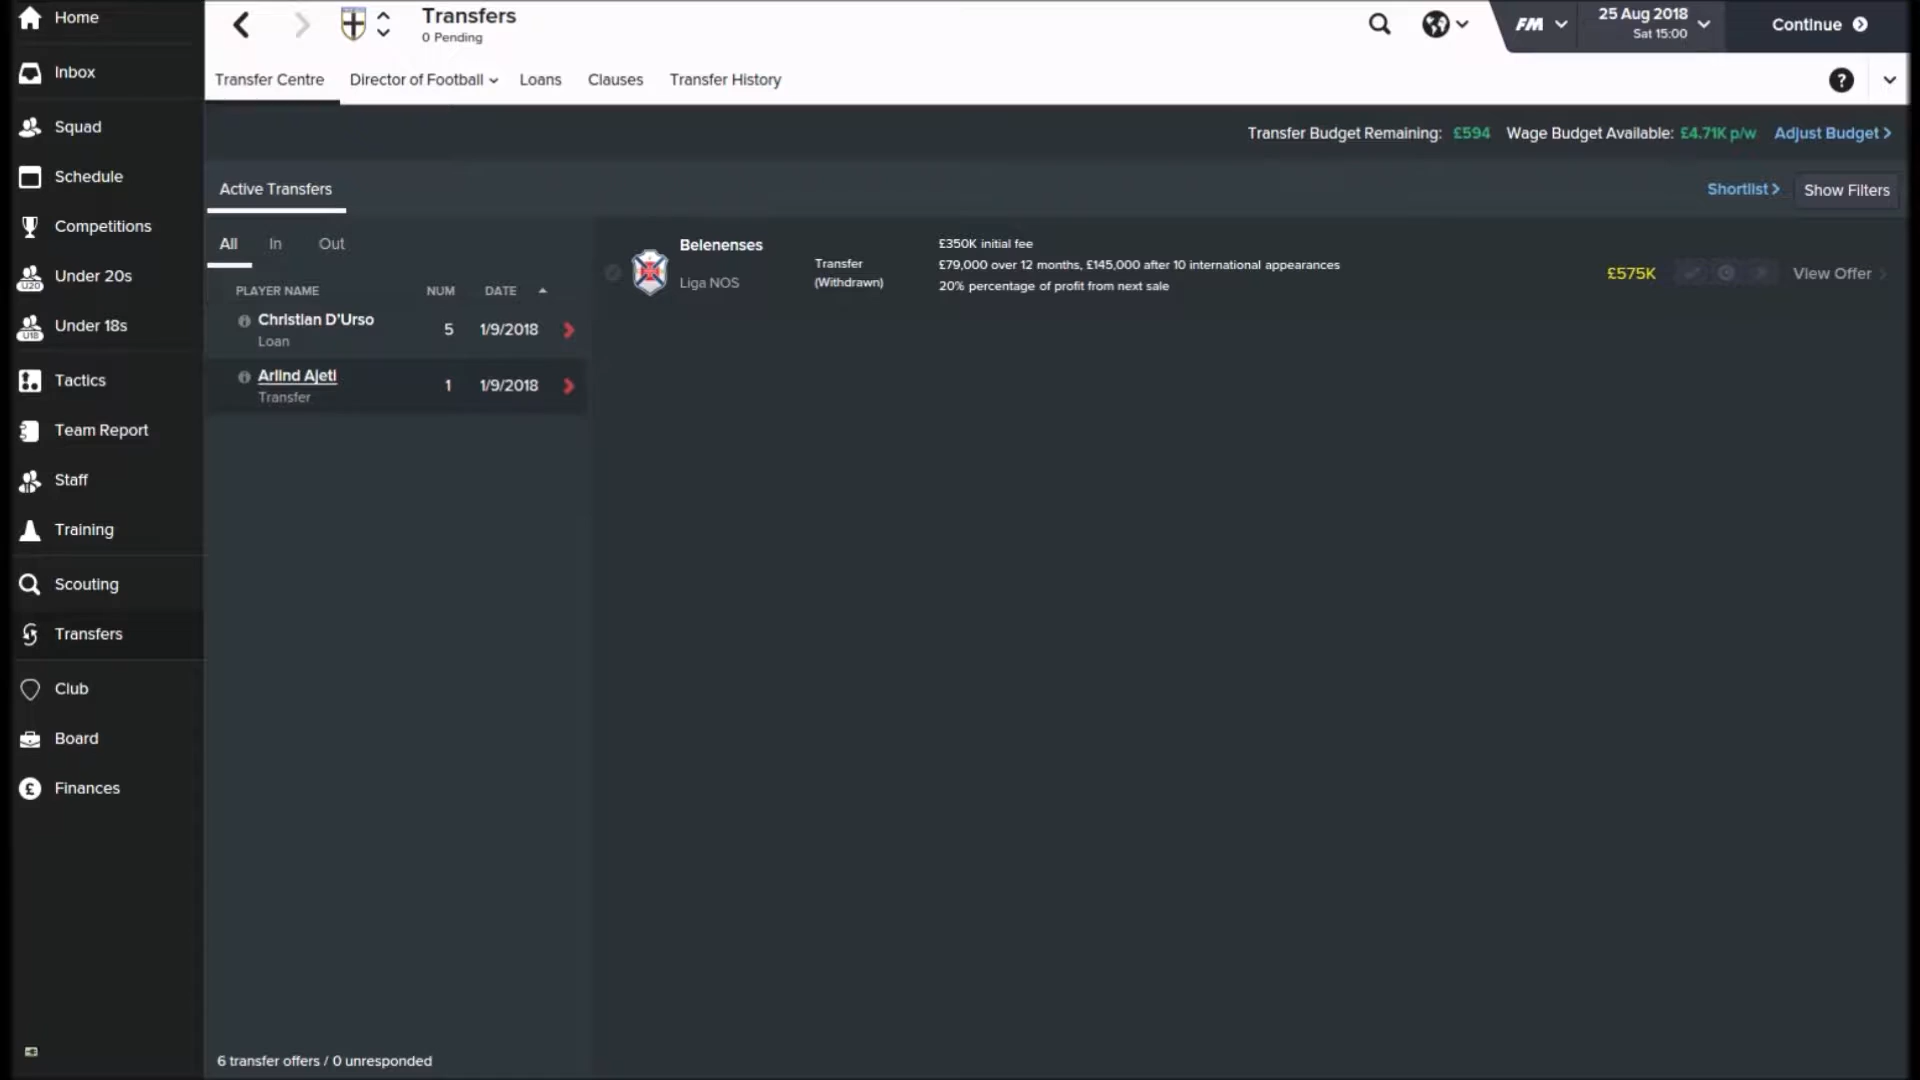 Home
Inbox
Squad
Schedule
Competitions
U20
Under 20s
U18
Under 18s
Tactics
Team Report
Staff
Training
Scouting
Transfers
Club
Board
£
Finances
Transfers
0 Pending
FM
25 Aug 2018
Sat 15:00
Continue
Transfer Centre
Director of Football
Loans
Clauses
Transfer History
?
Transfer Budget Remaining: £594
Wage Budget Available: £4.71K p/w
Adjust Budget
Active Transfers
Shortlist
Show Filters
All
In
Out
PLAYER NAME
NUM
DATE
Christian D'Urso
Loan
5
1/9/2018
Arlind Ajeti
Transfer
1
1/9/2018
Belenenses
Liga NOS
Transfer
(Withdrawn)
£350K initial fee
£79,000 over 12 months, £145,000 after 10 international appearances
20% percentage of profit from next sale
£575K
View Offer
6 transfer offers / 0 unresponded